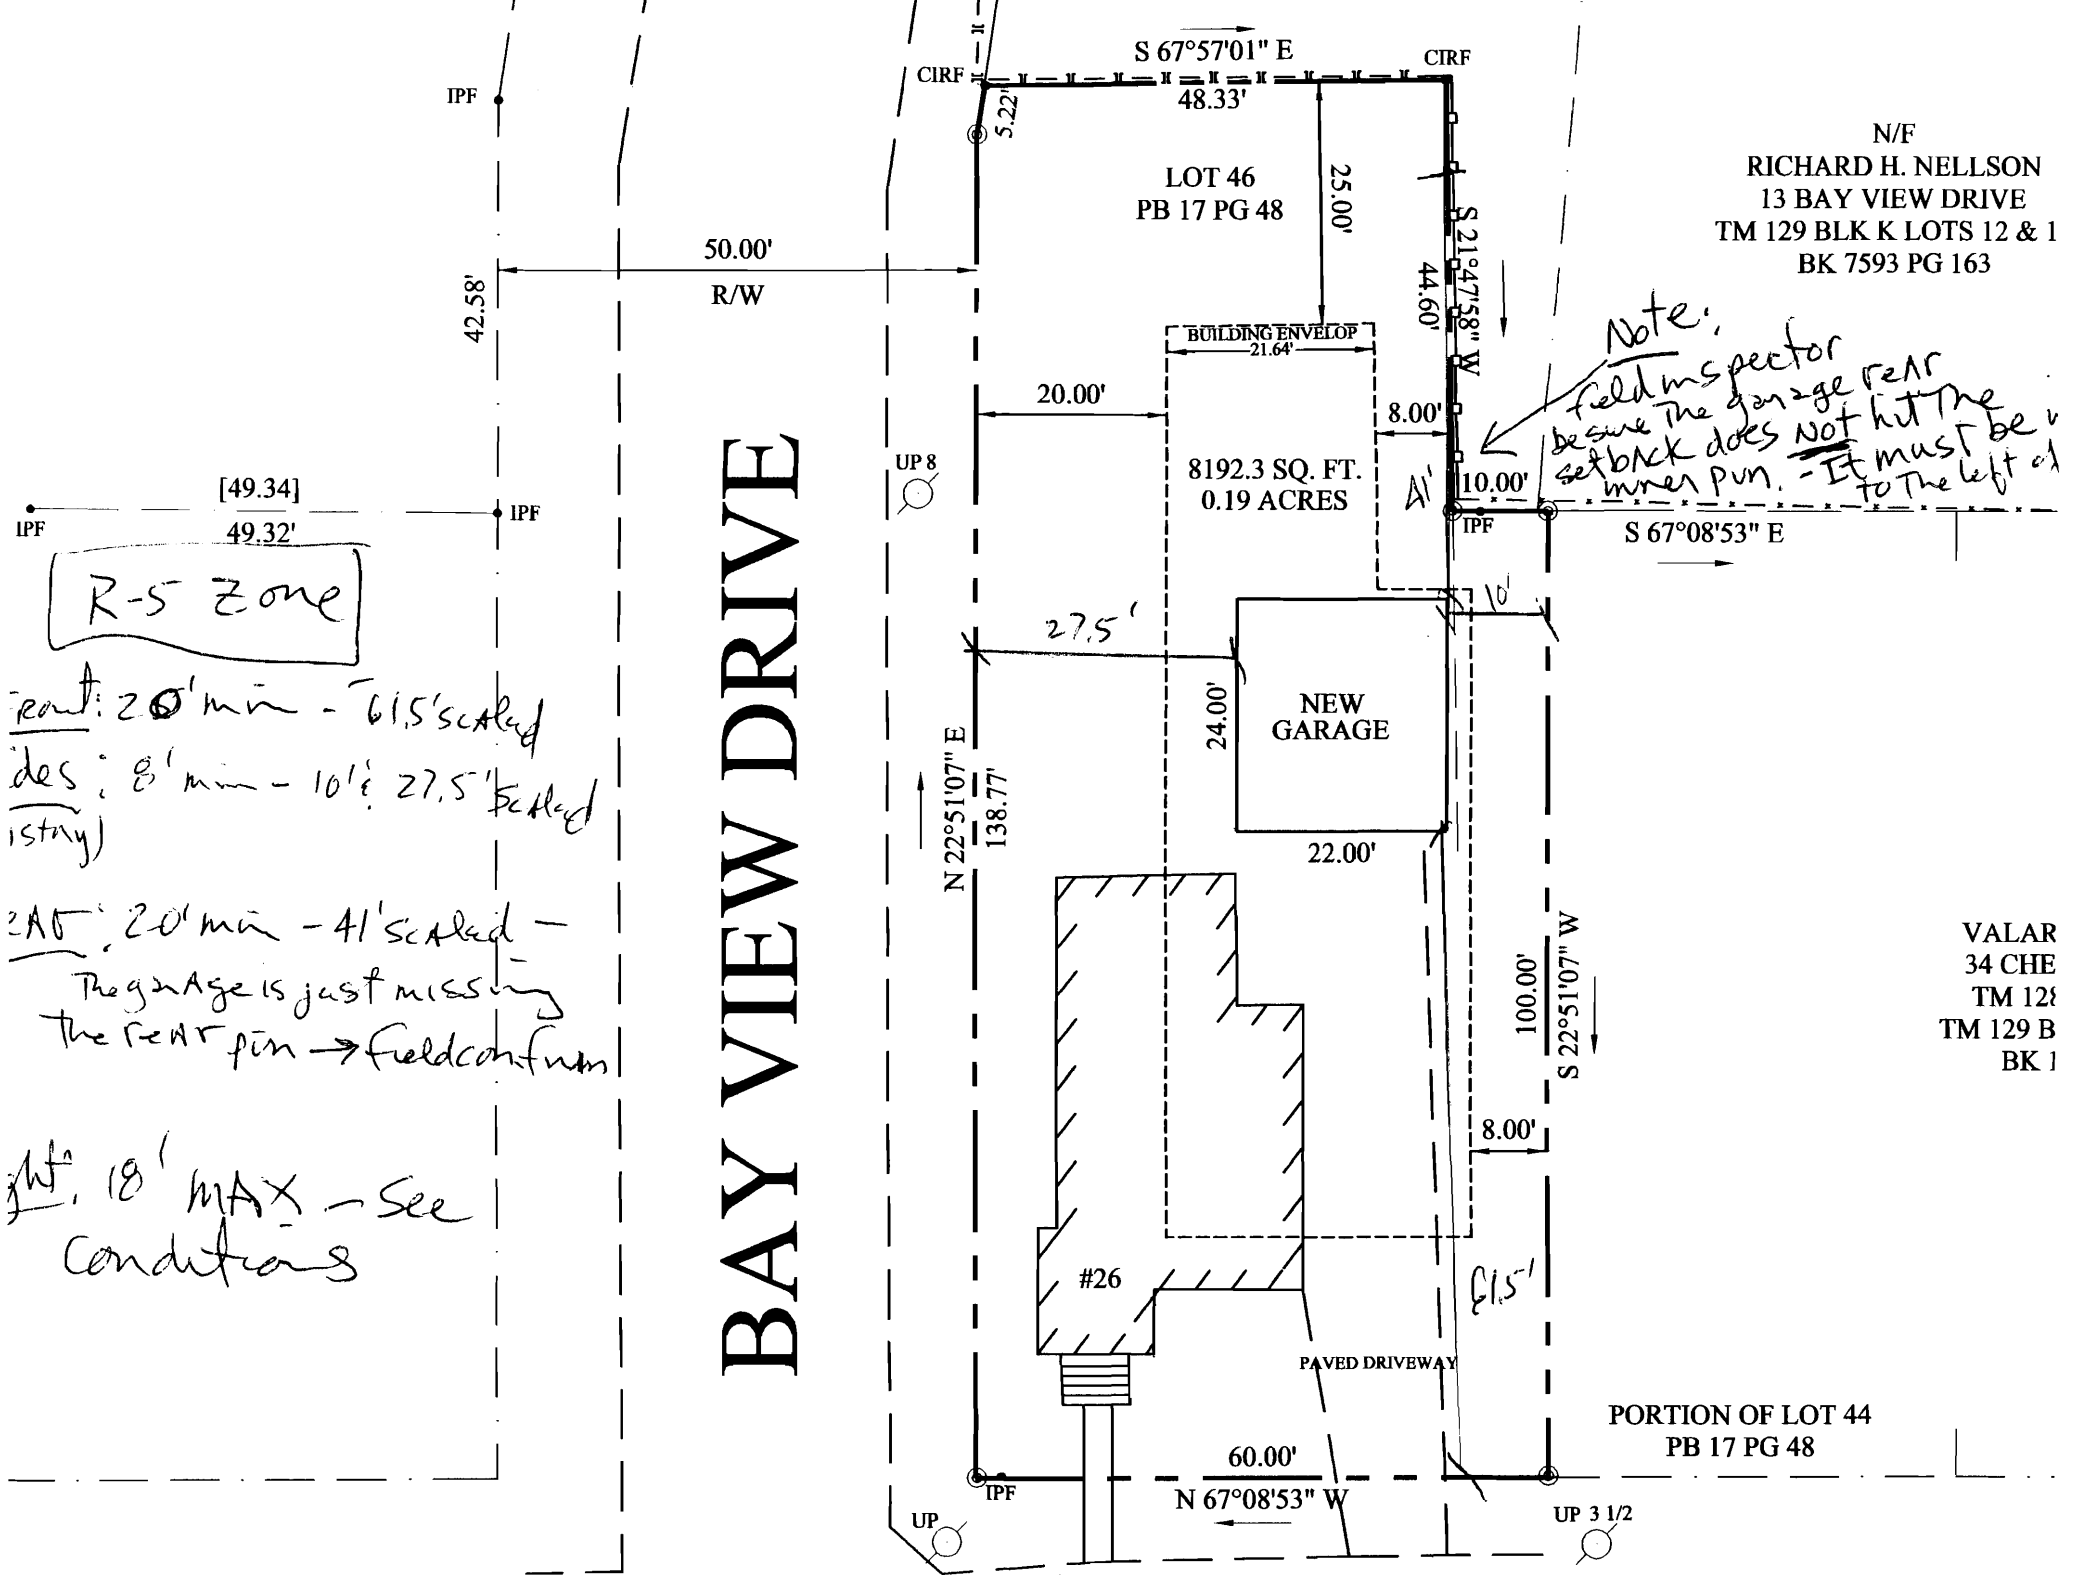 S 67°57'01" E
CIRF
CIRF
48.33'
5.22'
IPF
LOT 46
PB 17 PG 48
25.00'
N/F
RICHARD H. NELLSON
13 BAY VIEW DRIVE
TM 129 BLK K LOTS 12 & 1
BK 7593 PG 163
50.00'
R/W
42.58'
S 21°47'58" W
44.60'
BUILDING ENVELOP
21.64'
20.00'
8.00'
Note:
field inspector
be sure The garage reAr
setbAck does Not hit The
inner pin. - It must be
to The left of
UP 8
8192.3 SQ. FT.
0.19 ACRES
41'
10.00'
IPF
S 67°08'53" E
[49.34]
IPF
49.32'
IPF
R-5 Zone
10'
27.5'
ront: 20' min - 61.5' scAled
des: 8' min - 10' & 27.5' ScAled
NEW
GARAGE
24.00'
22.00'
N 22°51'07" E
138.77'
BAY VIEW DRIVE
eAr: 20' min - 41' scAled -
The garAge is just missing
the reAr pin → field confirm
100.00'
S 22°51'07" W
VALAR
34 CHE
TM 128
TM 129 B
BK 1
8.00'
ght: 18' MAX - See
Conditions
#26
61.5'
PAVED DRIVEWAY
PORTION OF LOT 44
PB 17 PG 48
60.00'
IPF
N 67°08'53" W
UP
UP 3 1/2